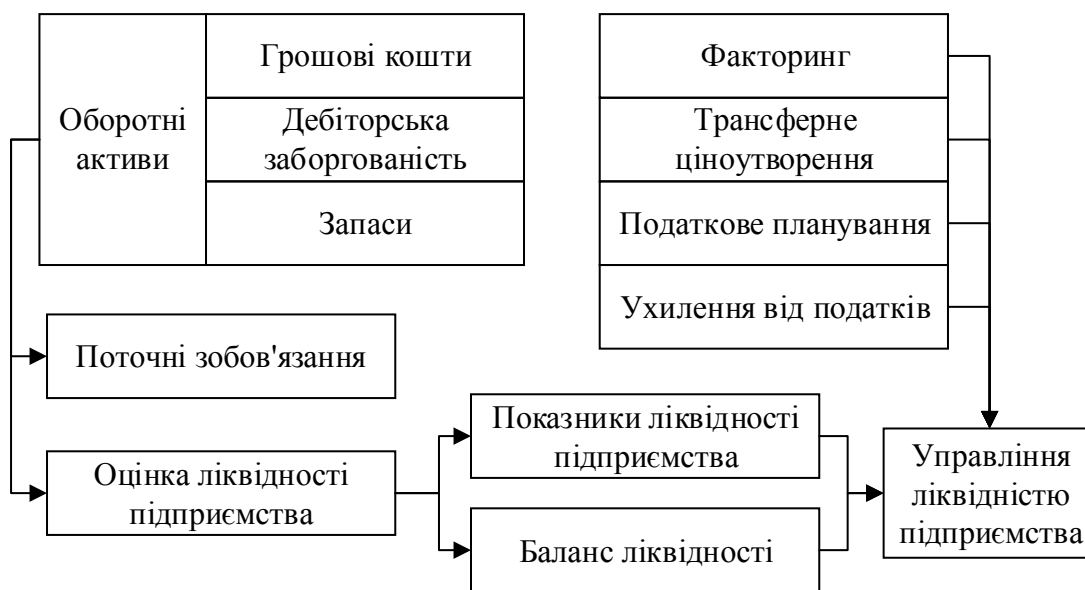 Оборотні
активи
Грошові кошти
Дебіторська
заборгованість
Запаси
Факторинг
Трансферне
ціноутворення
Податкове планування
Ухилення від податків
Поточні зобов'язання
Оцінка ліквідності
підприємства
Показники ліквідності
підприємства
Баланс ліквідності
Управління
ліквідністю
підприємства